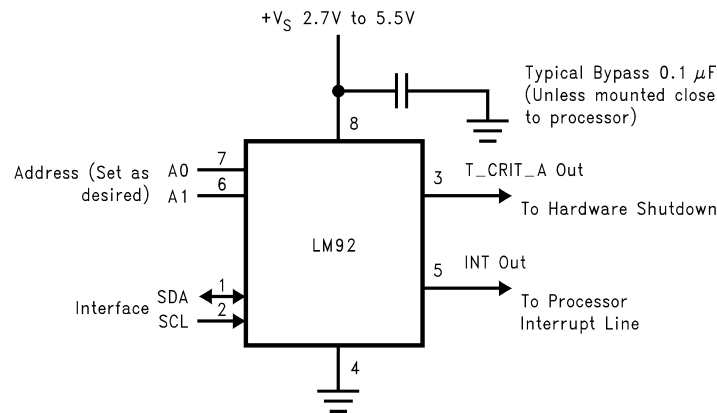 +VS 2.7V to 5.5V
Typical Bypass 0.1 μF
(Unless mounted close
to processor)
8
Address (Set as
desired)
A0
7
A1
6
3
T_CRIT_A Out
To Hardware Shutdown
LM92
5
INT Out
To Processor
Interrupt Line
Interface
SDA
1
SCL
2
4